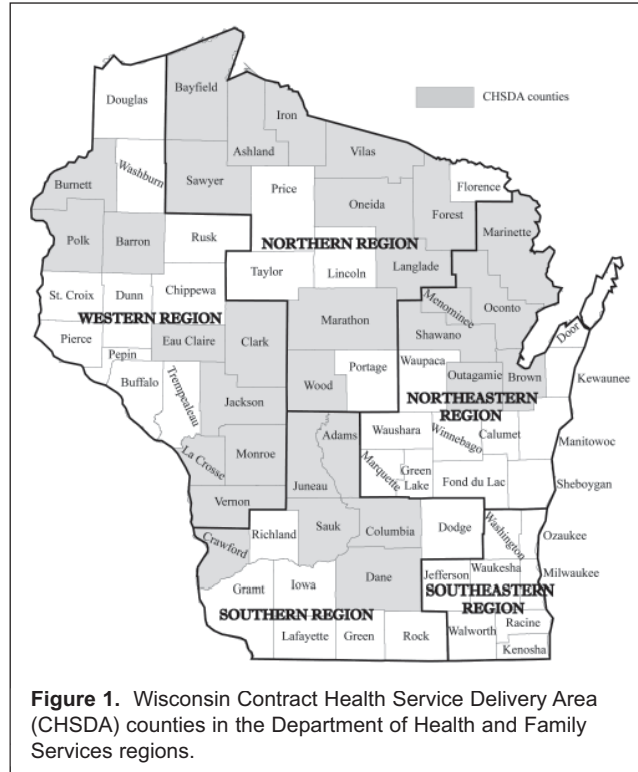 Douglas
Bayfield
CHSDA counties
Iron
Ashland
Vilas
Washburn
Burnett
Sawyer
Price
Florence
Oneida
Forest
Marinette
Polk
Barron
Rusk
NORTHERN REGION
Taylor
Lincoln
Langlade
Oconto
St. Croix
Dunn
Chippewa
Menominee
WESTERN REGION
Marathon
Shawano
Door
Pierce
Pepin
Eau Claire
Clark
Waupaca
Buffalo
Trempealeau
Wood
Portage
Outagamie
Brown
Kewaunee
NORTHEASTERN
REGION
Jackson
Adams
Waushara
Winnebago
Calumet
Manitowoc
La Crosse
Monroe
Juneau
Marquette
Green
Lake
Fond du Lac
Sheboygan
Vernon
Sauk
Columbia
Dodge
Washington
Ozaukee
Richland
Crawford
Dane
Jefferson
Waukesha
Milwaukee
SOUTHEASTERN
REGION
Gramt
Iowa
SOUTHERN REGION
Lafayette
Green
Rock
Walworth
Racine
Kenosha
Figure 1. Wisconsin Contract Health Service Delivery Area
(CHSDA) counties in the Department of Health and Family
Services regions.